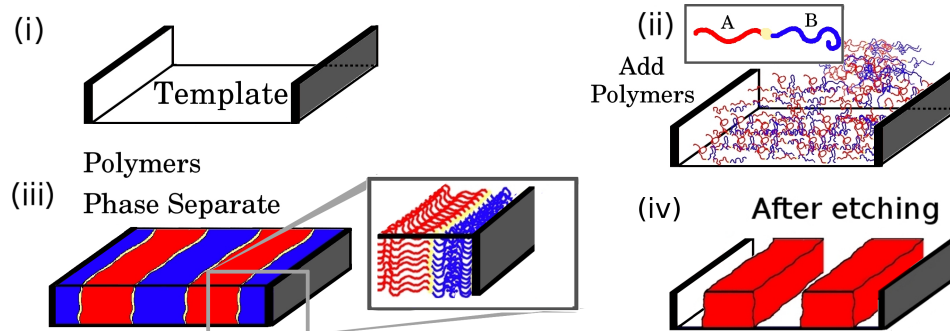 (i)
Template
(ii)
A
B
Add
Polymers
(iii)
Polymers
Phase Separate
(iv)
After etching